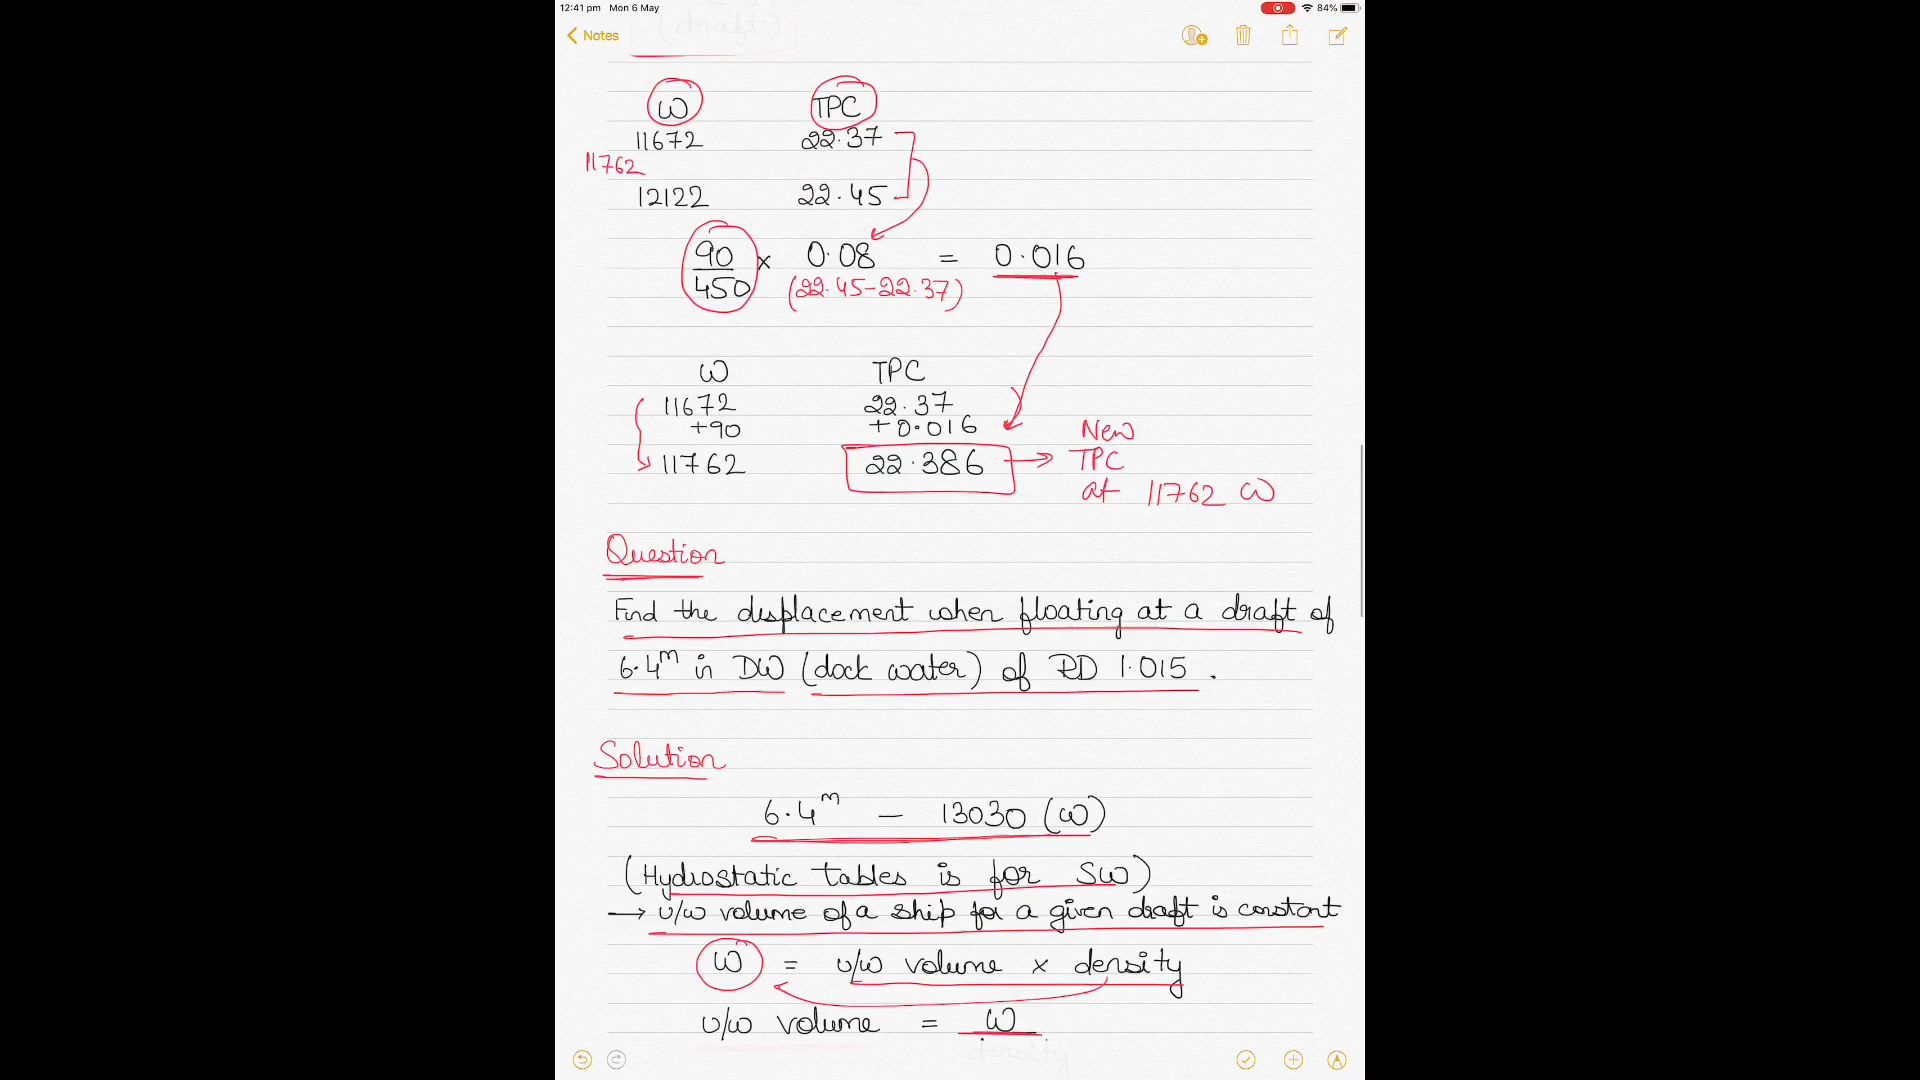 12:41 pm Mon 6 May
84%
(draft)
Notes
W TPC
11672 22.37
11762
12122 22.45
90/450 x 0.08 = 0.016
(22.45-22.37)
W TPC
11672 22.37
+90 +0.016
11762 22.386
New
TPC
at 11762 W
Question
Find the displacement when floating at a draft of
6.4m in DW (dock water) of RD 1.015.
Solution
6.4m - 13030 (W)
(Hydrostatic tables is for SW)
→ u/w volume of a ship for a given draft is constant
W = u/w volume x density
u/w volume = W
density